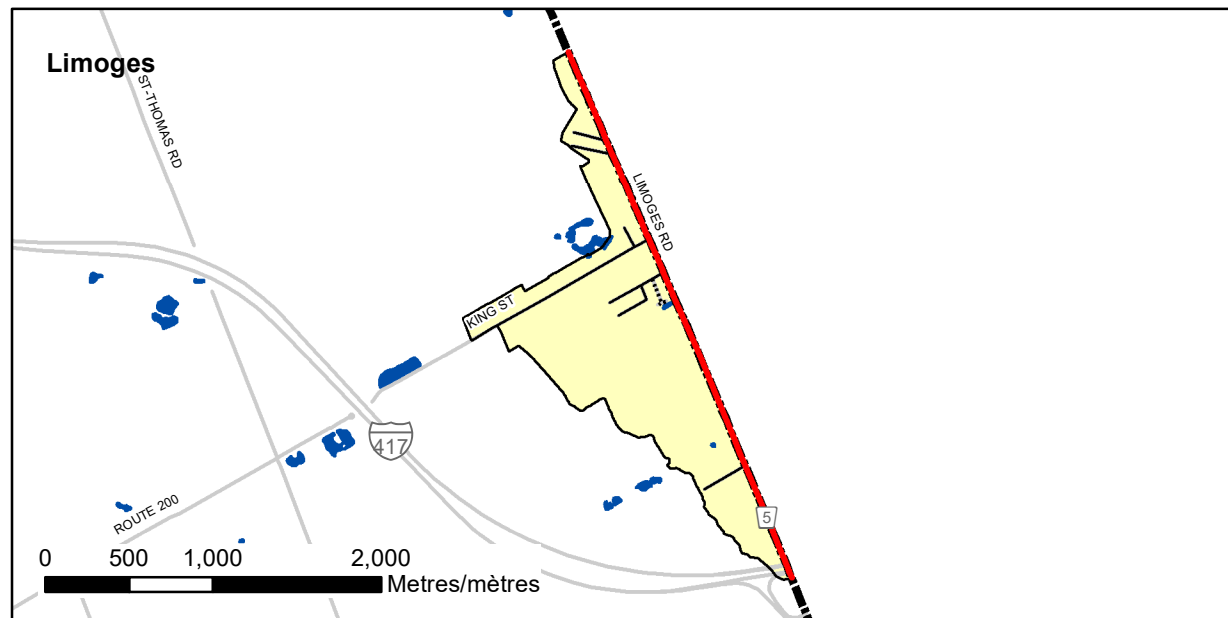 Limoges
ST-THOMAS RD
LIMOGES RD
KING ST
417
ROUTE 200
5
0 500 1,000 2,000
Metres/mètres